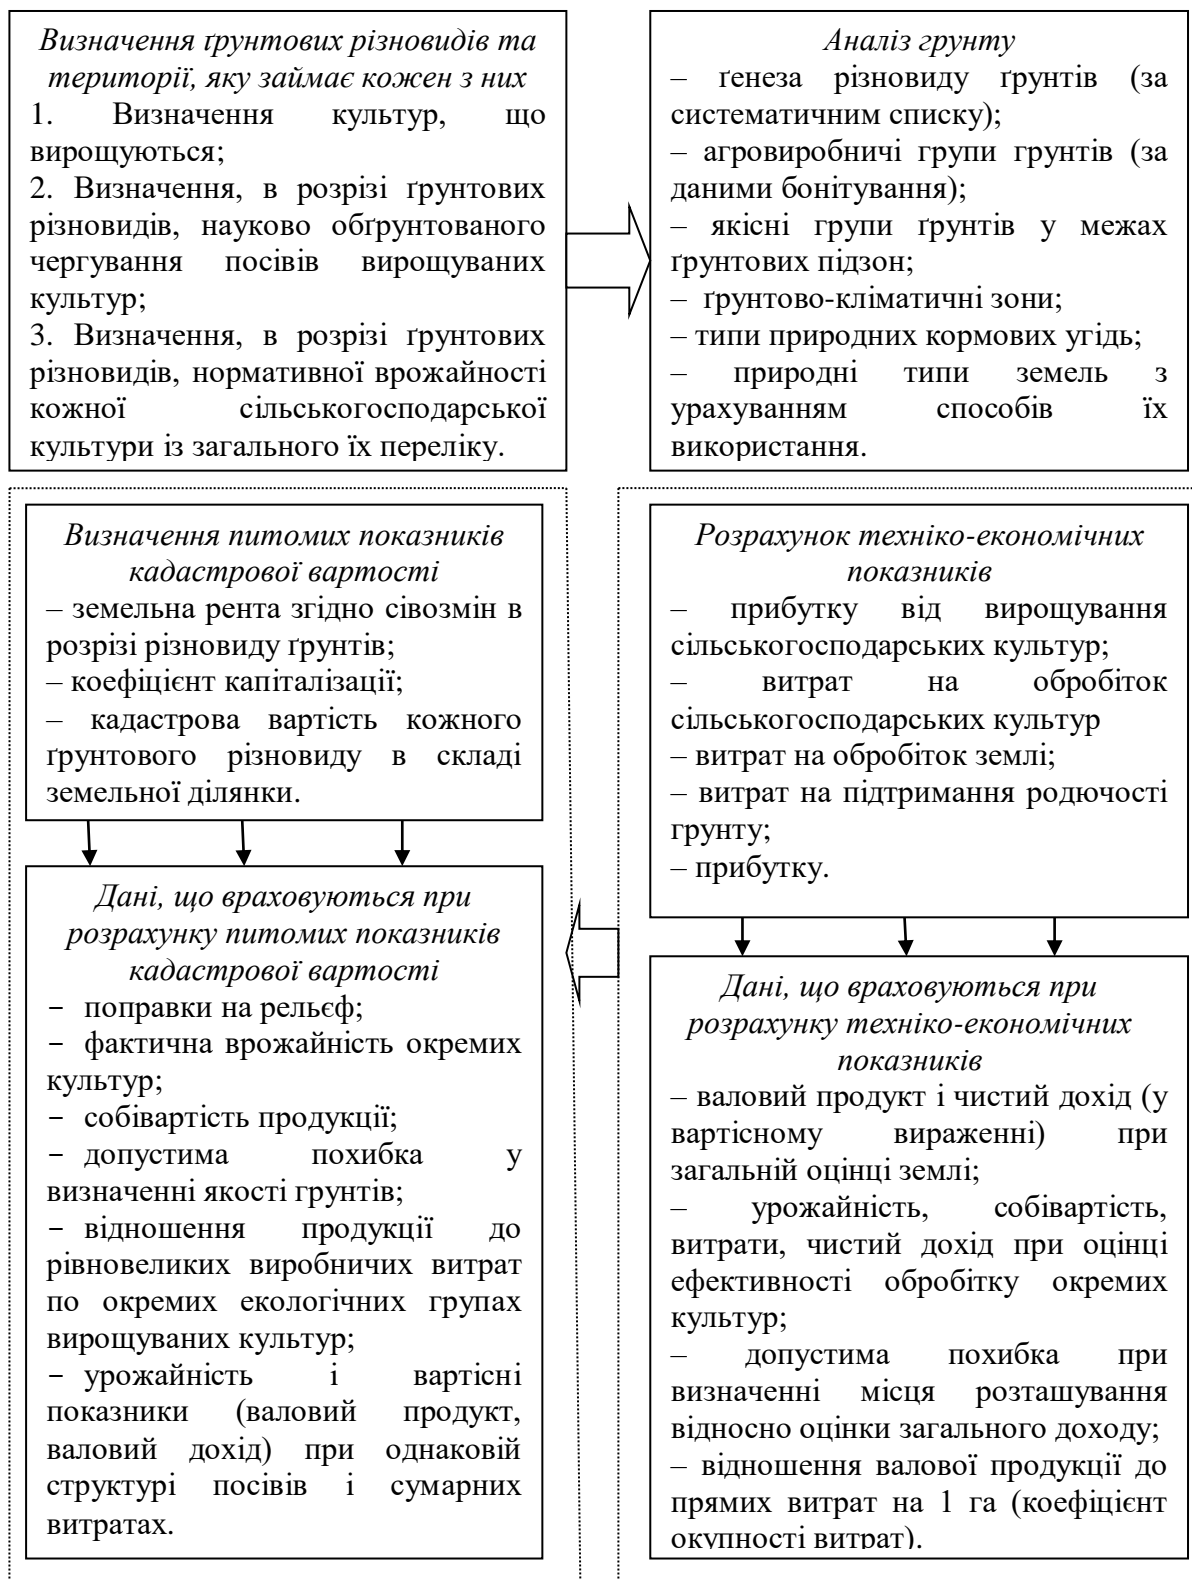 Визначення ґрунтових різновидів та
території, яку займає кожен з них
1. Визначення культур, що
вирощуються;
2. Визначення, в розрізі ґрунтових
різновидів, науково обґрунтованого
чергування посівів вирощуваних
культур;
3. Визначення, в розрізі ґрунтових
різновидів, нормативної врожайності
кожної сільськогосподарської
культури із загального їх переліку.
Аналіз грунту
– ґенеза різновиду ґрунтів (за
систематичним списку);
– агровиробничі групи грунтів (за
даними бонітування);
– якісні групи ґрунтів у межах
ґрунтових підзон;
– ґрунтово-кліматичні зони;
– типи природних кормових угідь;
– природні типи земель з
урахуванням способів їх
використання.
Визначення питомих показників
кадастрової вартості
– земельна рента згідно сівозмін в
розрізі різновиду ґрунтів;
– коефіцієнт капіталізації;
– кадастрова вартість кожного
ґрунтового різновиду в складі
земельної ділянки.
Дані, що враховуються при
розрахунку питомих показників
кадастрової вартості
– поправки на рельєф;
– фактична врожайність окремих
культур;
– собівартість продукції;
– допустима похибка у
визначенні якості грунтів;
– відношення продукції до
рівновеликих виробничих витрат
по окремих екологічних групах
вирощуваних культур;
– урожайність і вартісні
показники (валовий продукт,
валовий дохід) при однаковій
структурі посівів і сумарних
витратах.
Розрахунок техніко-економічних
показників
– прибутку від вирощування
сільськогосподарських культур;
– витрат на обробіток
сільськогосподарських культур
– витрат на обробіток землі;
– витрат на підтримання родючості
грунту;
– прибутку.
Дані, що враховуються при
розрахунку техніко-економічних
показників
– валовий продукт і чистий дохід (у
вартісному вираженні) при
загальній оцінці землі;
– урожайність, собівартість,
витрати, чистий дохід при оцінці
ефективності обробітку окремих
культур;
– допустима похибка при
визначенні місця розташування
відносно оцінки загального доходу;
– відношення валової продукції до
прямих витрат на 1 га (коефіцієнт
окупності витрат).